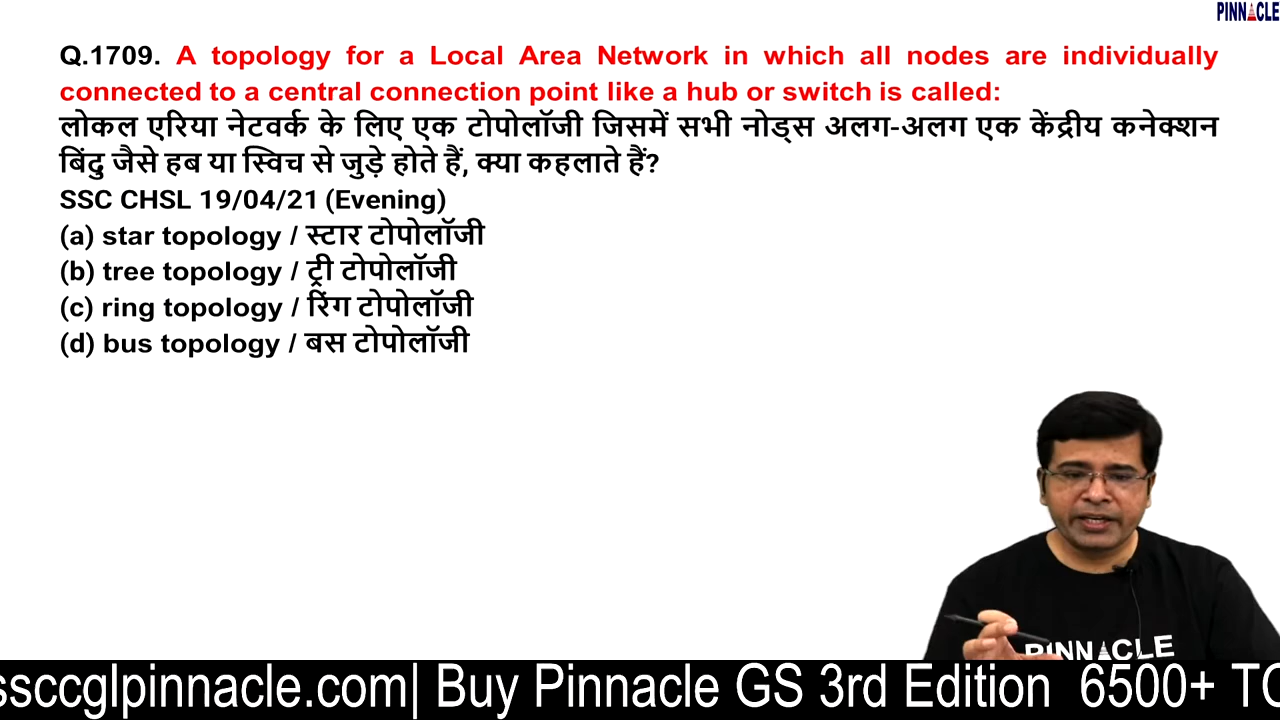 PINNACLE
Q.1709. A topology for a Local Area Network in which all nodes are individually
connected to a central connection point like a hub or switch is called:
लोकल एरिया नेटवर्क के लिए एक टोपोलॉजी जिसमें सभी नोड्स अलग-अलग एक केंद्रीय कनेक्शन
बिंदु जैसे हब या स्विच से जुड़े होते हैं, क्या कहलाते हैं?
SSC CHSL 19/04/21 (Evening)
(a) star topology / स्टार टोपोलॉजी
(b) tree topology / ट्री टोपोलॉजी
(c) ring topology / रिंग टोपोलॉजी
(d) bus topology / बस टोपोलॉजी
PINNACLE
ssccglpinnacle.com| Buy Pinnacle GS 3rd Edition 6500+ TC